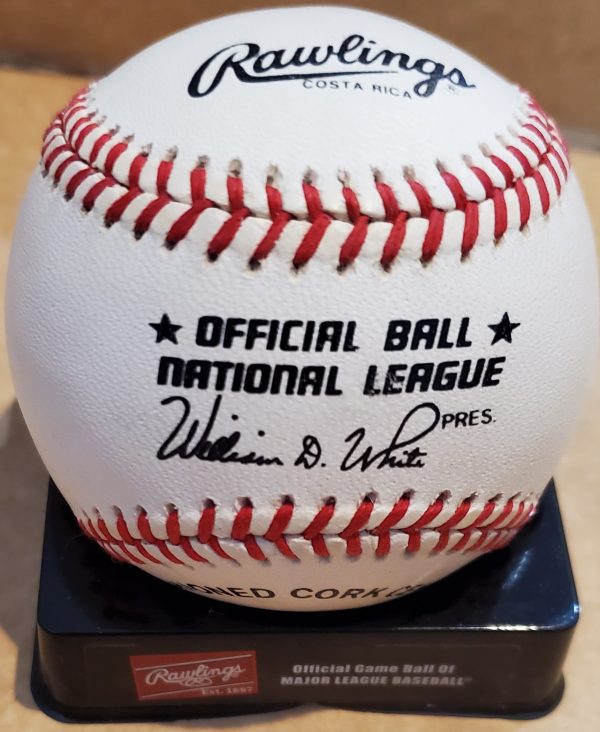 Rawlings®
COSTA RICA
★ OFFICIAL BALL ★
NATIONAL LEAGUE
William D. White PRES.
CORK
Rawlings
Est. 1887
Official Game Ball Of
MAJOR LEAGUE BASEBALL®